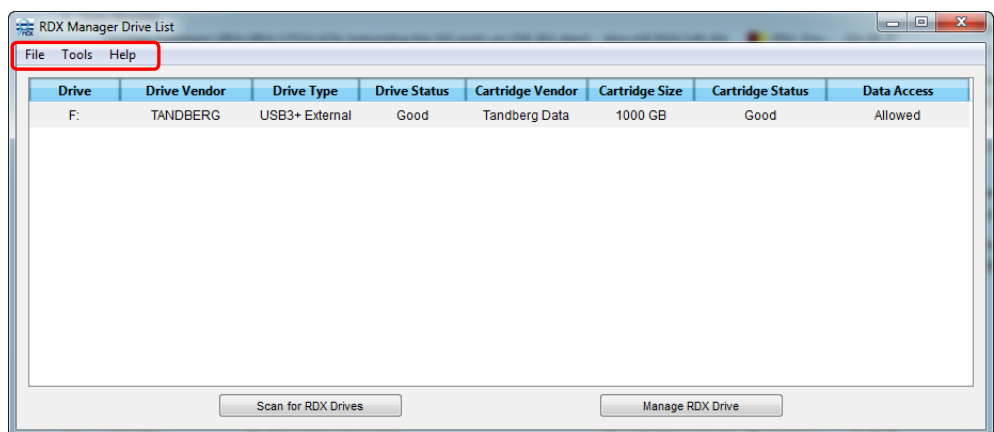 RDX Manager Drive List
File Tools Help
Drive Drive Vendor Drive Type Drive Status Cartridge Vendor Cartridge Size Cartridge Status Data Access
F: TANDBERG USB3+ External Good Tandberg Data 1000 GB Good Allowed
Scan for RDX Drives Manage RDX Drive